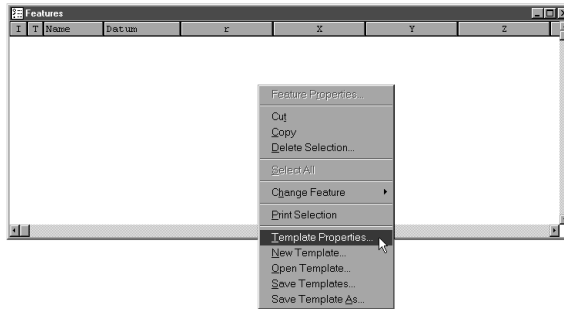 Features
I T Name Datum r X Y Z
Feature Properties...
Cut
Copy
Delete Selection...
Select All
Change Feature
Print Selection
Template Properties...
New Template...
Open Template...
Save Templates...
Save Template As...